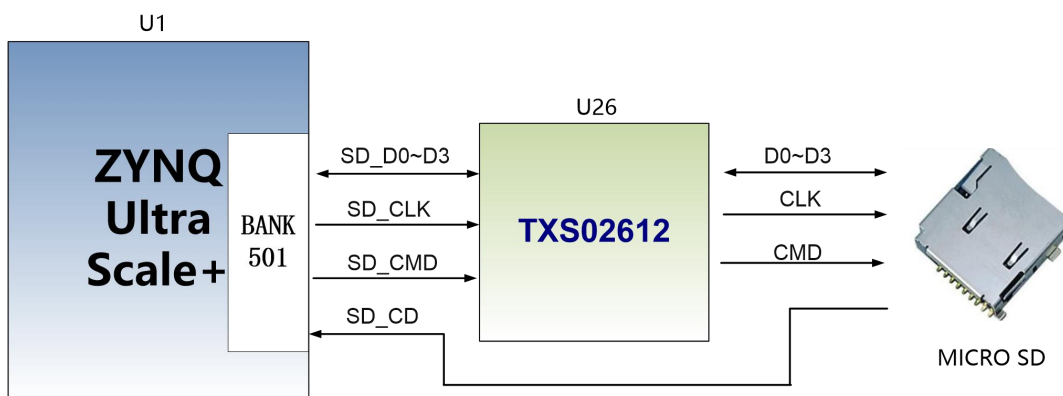 U1
ZYNQ
Ultra
Scale+
BANK
501
SD_D0~D3
SD_CLK
SD_CMD
SD_CD
U26
TXS02612
D0~D3
CLK
CMD
MICRO SD